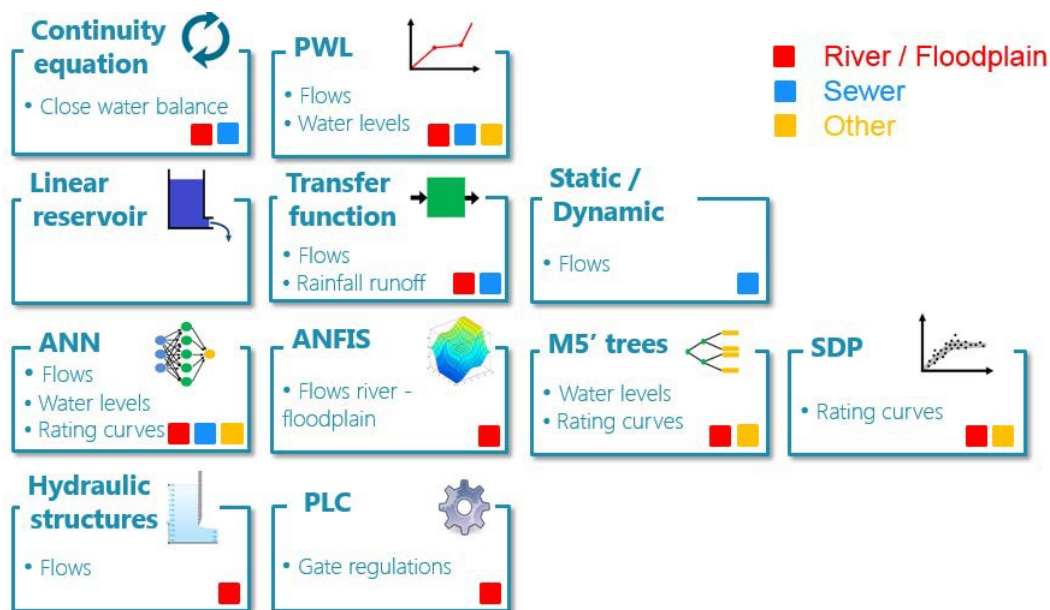 Continuity
equation
• Close water balance
PWL
• Flows
• Water levels
River / Floodplain
Sewer
Other
Linear
reservoir
Transfer
function
• Flows
• Rainfall runoff
Static /
Dynamic
• Flows
ANN
• Flows
• Water levels
• Rating curves
ANFIS
• Flows river -
floodplain
M5' trees
• Water levels
• Rating curves
SDP
• Rating curves
Hydraulic
structures
• Flows
PLC
• Gate regulations